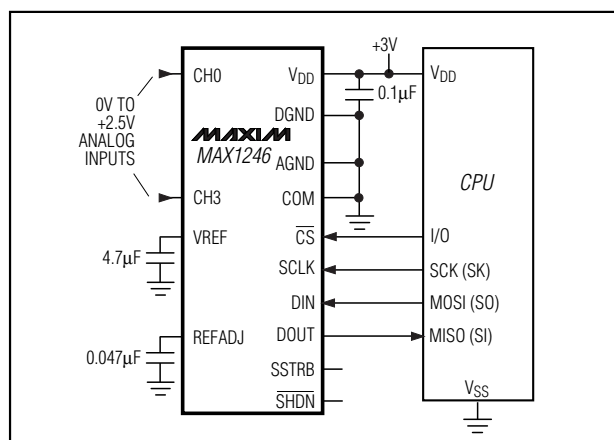 +3V
CH0
VDD
VDD
0V TO
+2.5V
ANALOG
INPUTS
0.1µF
DGND
MAXIM
MAX1246
AGND
CPU
CH3
COM
VREF
CS
I/O
4.7µF
SCLK
SCK (SK)
DIN
MOSI (SO)
REFADJ
DOUT
MISO (SI)
0.047µF
SSTRB
SHDN
VSS